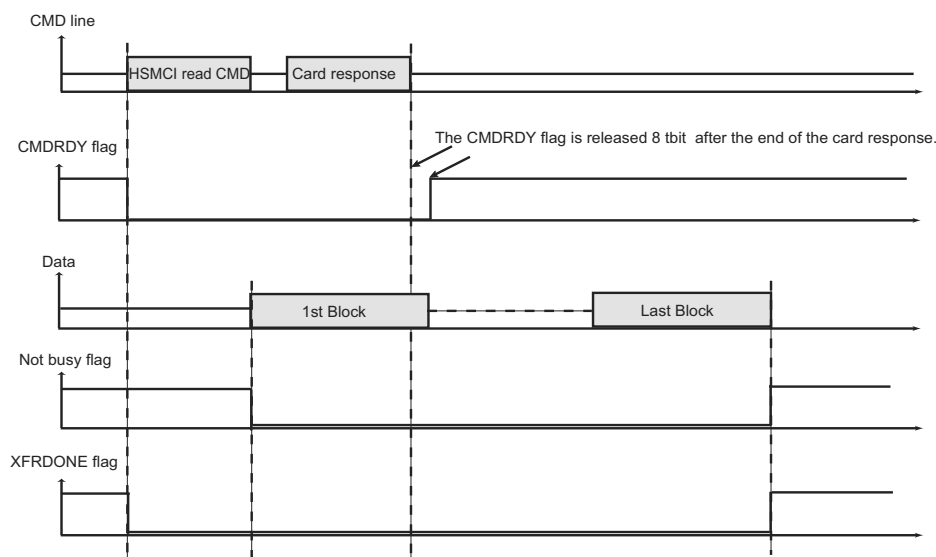 CMD line
HSMCI read CMD
Card response
The CMDRDY flag is released 8 tbit after the end of the card response.
CMDRDY flag
Data
1st Block
Last Block
Not busy flag
XFRDONE flag